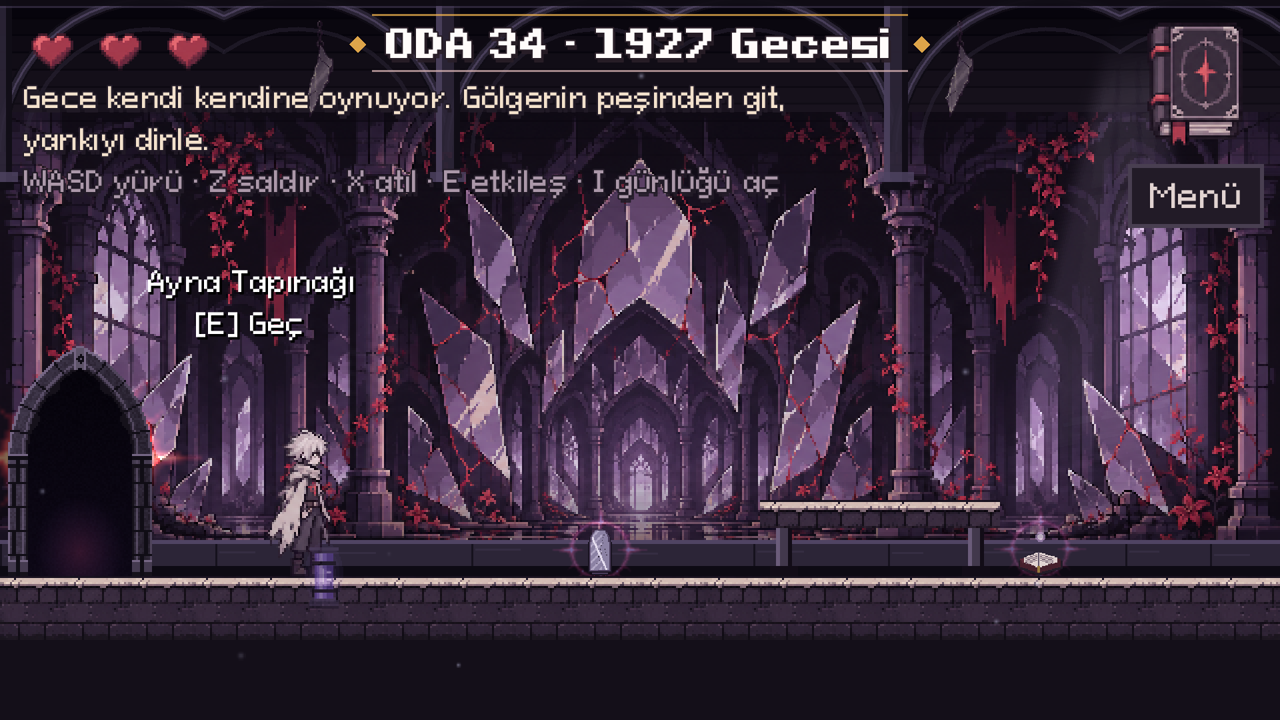 ODA 34 · 1927 Gecesi
Gece kendi kendine oynuyor. Gölgenin peşinden git,
yankıyı dinle.
WASD yürü · Z saldır · X atıl · E etkileş · I günlüğü aç
Menü
Ayna Tapınağı
[E] Geç